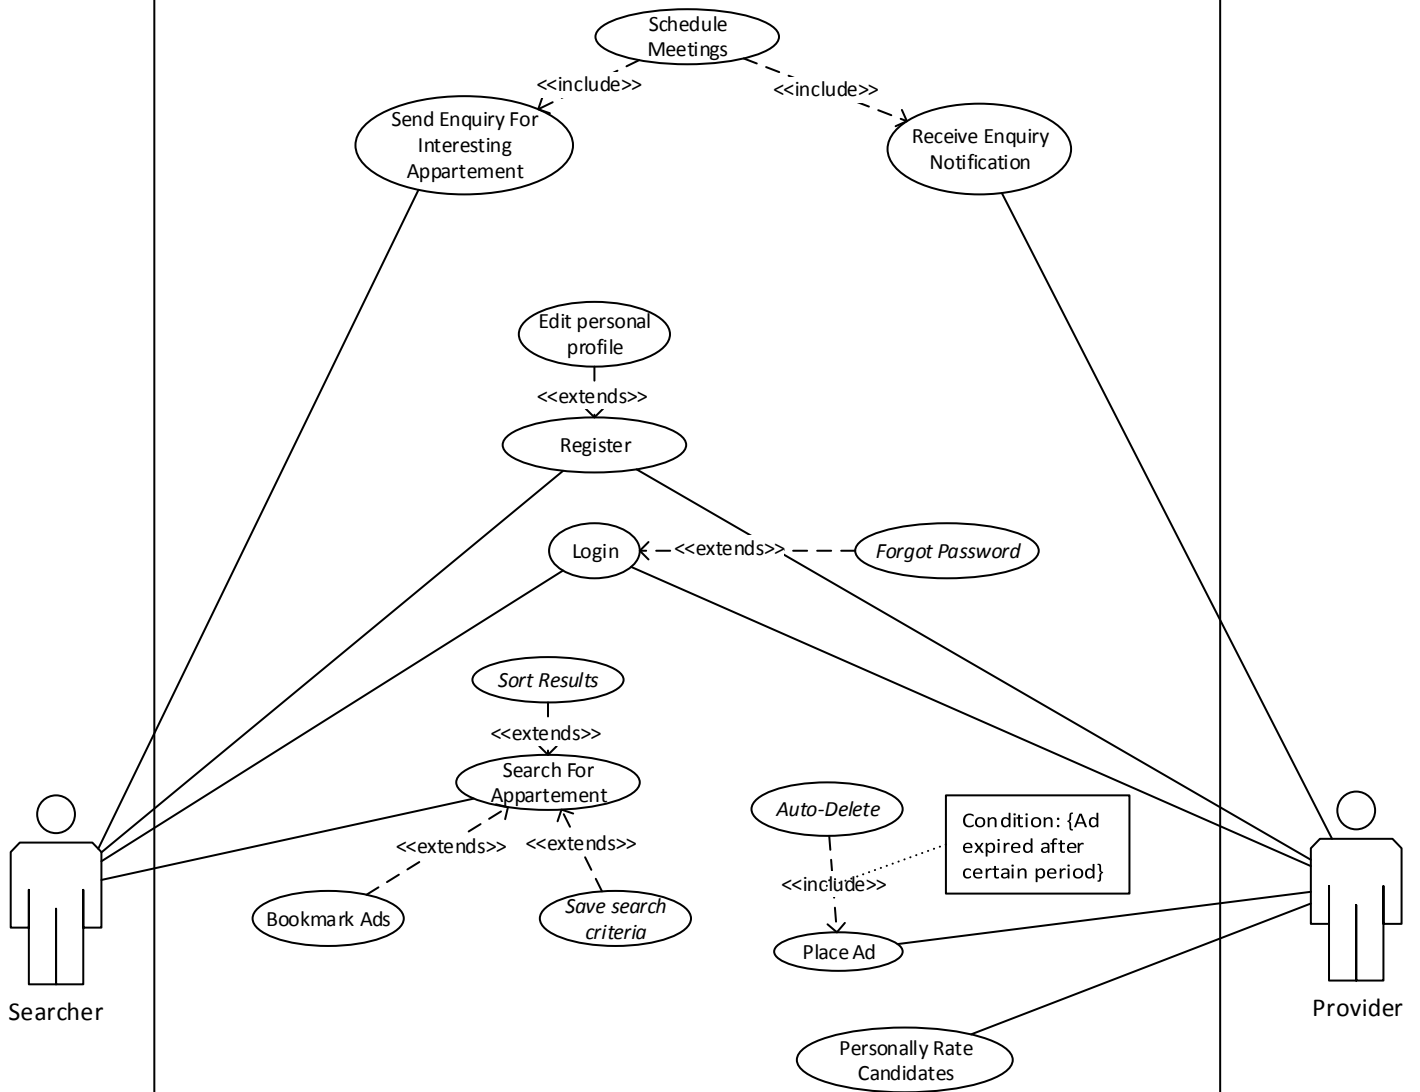 Schedule
Meetings
<<include>>
<<include>>
Send Enquiry For
Interesting
Appartement
Receive Enquiry
Notification
Edit personal
profile
<<extends>>
Register
Login
<<extends>>
Forgot Password
Sort Results
<<extends>>
Search For
Appartement
<<extends>>
<<extends>>
Bookmark Ads
Save search
criteria
Auto-Delete
Condition: {Ad
expired after
certain period}
<<include>>
Place Ad
Searcher
Provider
Personally Rate
Candidates